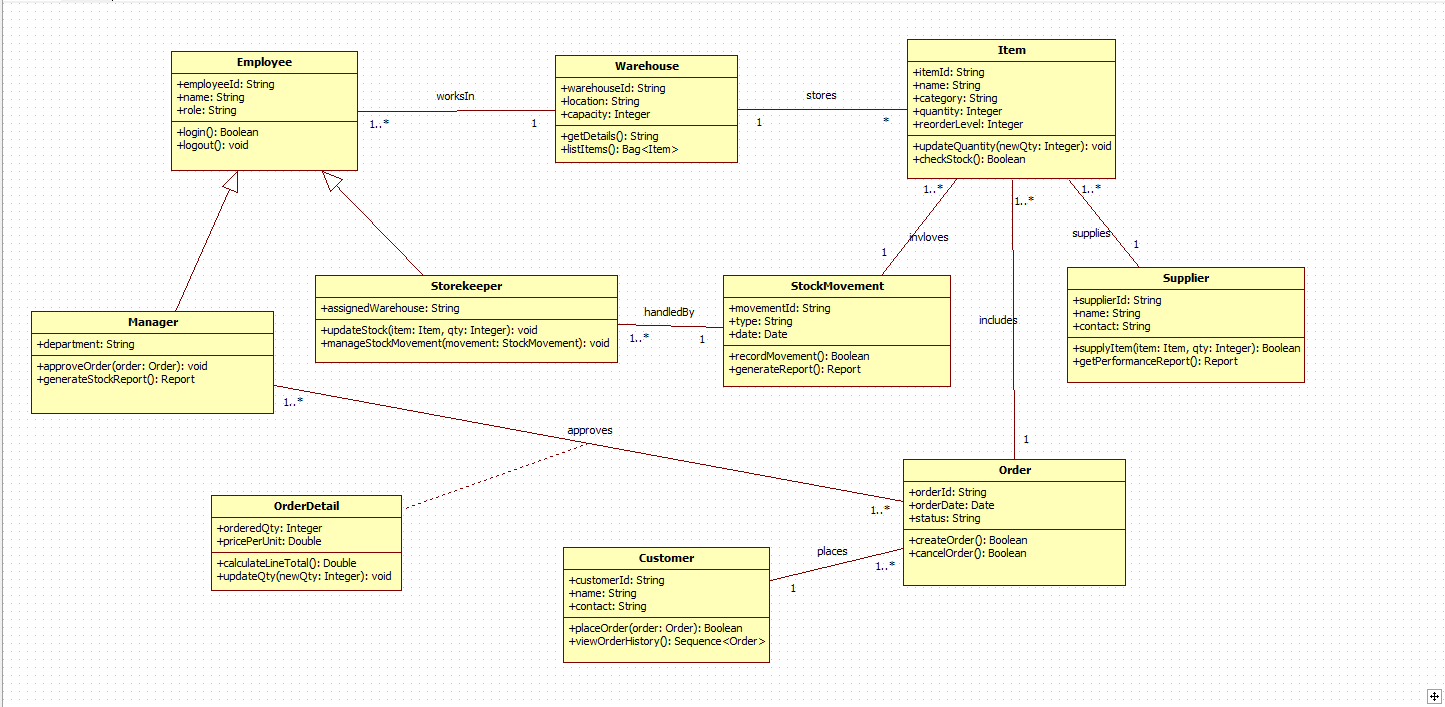 Employee
+employeeId: String
+name: String
+role: String
+login(): Boolean
+logout(): void
worksIn
1..*
1
Warehouse
+warehouseId: String
+location: String
+capacity: Integer
+getDetails(): String
+listItems(): Bag<Item>
stores
1
*
Item
+itemId: String
+name: String
+category: String
+quantity: Integer
+reorderLevel: Integer
+updateQuantity(newQty: Integer): void
+checkStock(): Boolean
1..*
1..*
1..*
invloves
1
supplies
1
includes
1
Manager
+department: String
+approveOrder(order: Order): void
+generateStockReport(): Report
1..*
Storekeeper
+assignedWarehouse: String
+updateStock(item: Item, qty: Integer): void
+manageStockMovement(movement: StockMovement): void
handledBy
1..*
1
StockMovement
+movementId: String
+type: String
+date: Date
+recordMovement(): Boolean
+generateReport(): Report
Supplier
+supplierId: String
+name: String
+contact: String
+supplyItem(item: Item, qty: Integer): Boolean
+getPerformanceReport(): Report
approves
1..*
OrderDetail
+orderedQty: Integer
+pricePerUnit: Double
+calculateLineTotal(): Double
+updateQty(newQty: Integer): void
Customer
+customerId: String
+name: String
+contact: String
+placeOrder(order: Order): Boolean
+viewOrderHistory(): Sequence<Order>
places
1
1..*
Order
+orderId: String
+orderDate: Date
+status: String
+createOrder(): Boolean
+cancelOrder(): Boolean